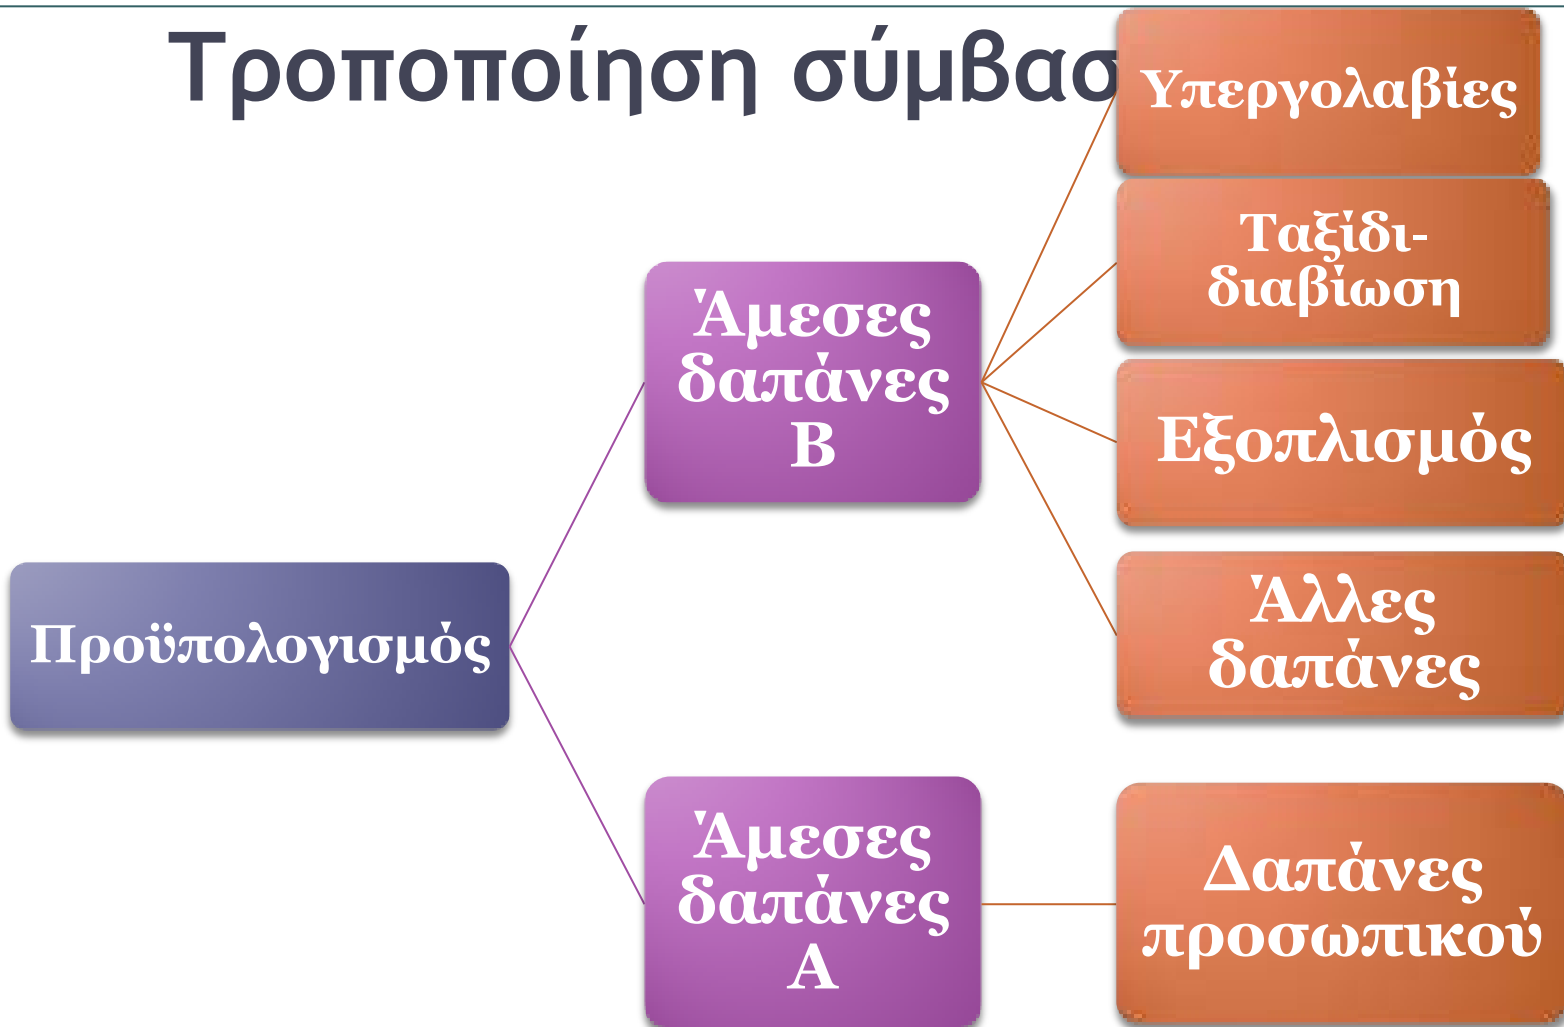 Τροποποίηση σύμβασ
Υπεργολαβίες
Ταξίδι-
διαβίωση
Άμεσες
δαπάνες
Β
Εξοπλισμός
Άλλες
δαπάνες
Προϋπολογισμός
Άμεσες
δαπάνες
Α
Δαπάνες
προσωπικού